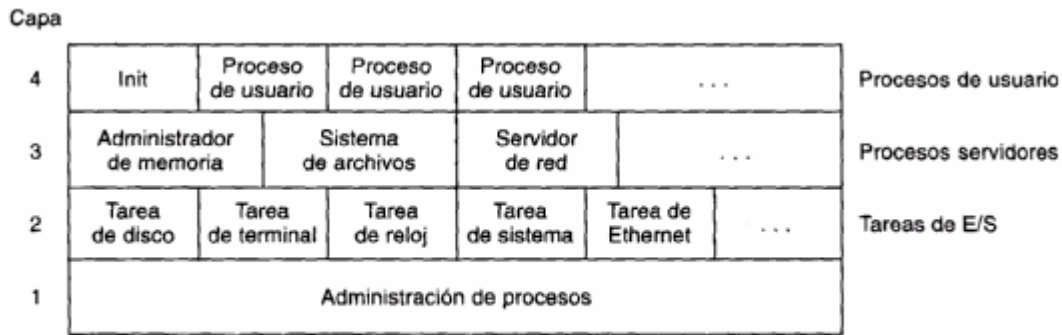 Capa
4
Init
Proceso
de usuario
Proceso
de usuario
Proceso
de usuario
. . .
Procesos de usuario
3
Administrador
de memoria
Sistema
de archivos
Servidor
de red
. . .
Procesos servidores
2
Tarea
de disco
Tarea
de terminal
Tarea
de reloj
Tarea
de sistema
Tarea de
Ethernet
. . .
Tareas de E/S
1
Administración de procesos